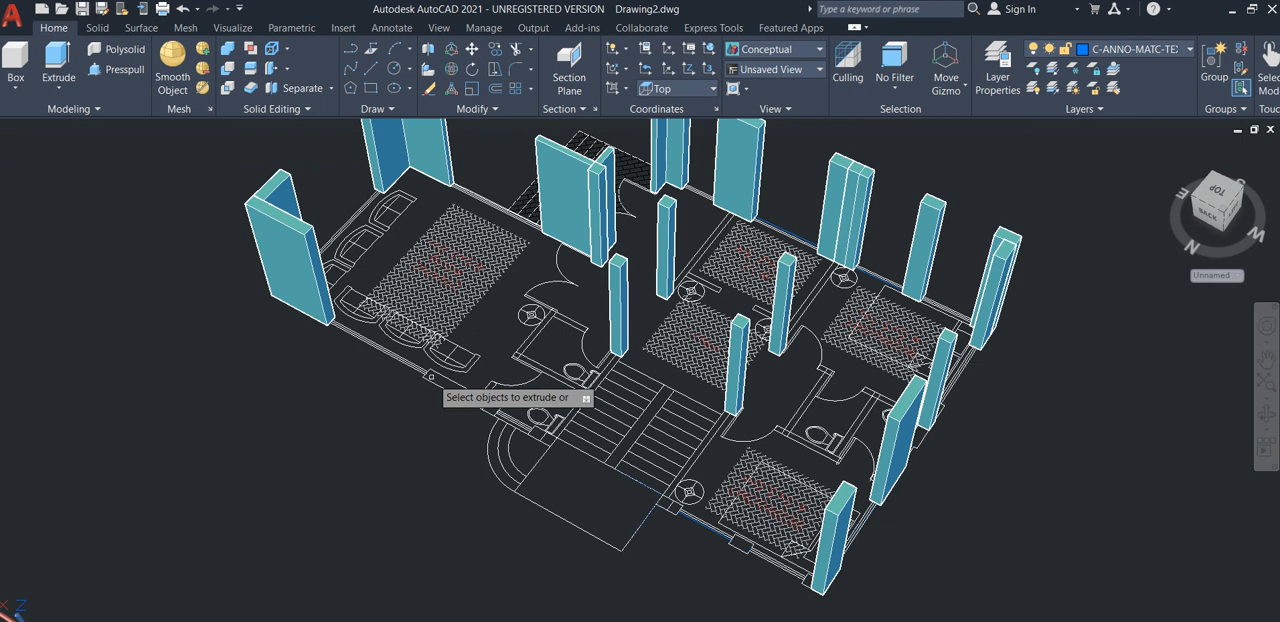 Autodesk AutoCAD 2021 - UNREGISTERED VERSION Drawing2.dwg
Type a keyword or phrase
Sign In
Home Solid Surface Mesh Visualize Parametric Insert Annotate View Manage Output Add-ins Collaborate Express Tools Featured Apps
Box
Extrude
Polysolid
Presspull
Smooth
Object
Separate
Section
Plane
Top
Conceptual
Unsaved View
Culling
No Filter
Move
Gizmo
Layer
Properties
C-ANNO-MATC-TE
Group
Modeling
Mesh
Solid Editing
Draw
Modify
Section
Coordinates
View
Selection
Layers
Groups
TOP
BACK
E
N
W
Unnamed
Select objects to extrude or
X
Z